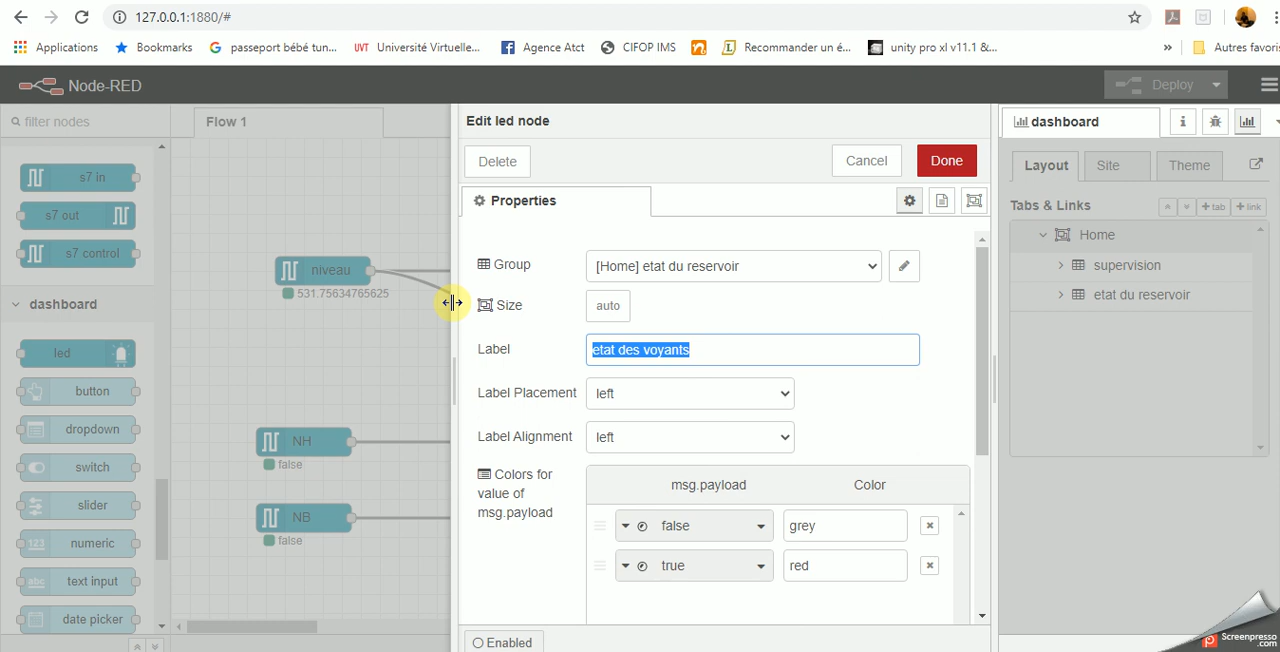 127.0.0.1:1880/#
Applications Bookmarks passeport bébé tun... UVT Université Virtuelle... Agence Atct CIFOP IMS Recommander un é... unity pro xl v11.1 &... » Autres favoris
Node-RED Deploy
filter nodes Flow 1 Edit led node dashboard
Delete Cancel Done
Layout Site Theme
s7 in
s7 out
s7 control
Properties
Tabs & Links +tab +link
Home
supervision
etat du reservoir
niveau
531.75634765625
dashboard
led
button
dropdown
switch
slider
numeric
text input
date picker
NH
false
NB
false
Group [Home] etat du reservoir
Size auto
Label etat des voyants
Label Placement left
Label Alignment left
Colors for value of msg.payload
msg.payload Color
false grey
true red
Enabled
Screenpresso.com